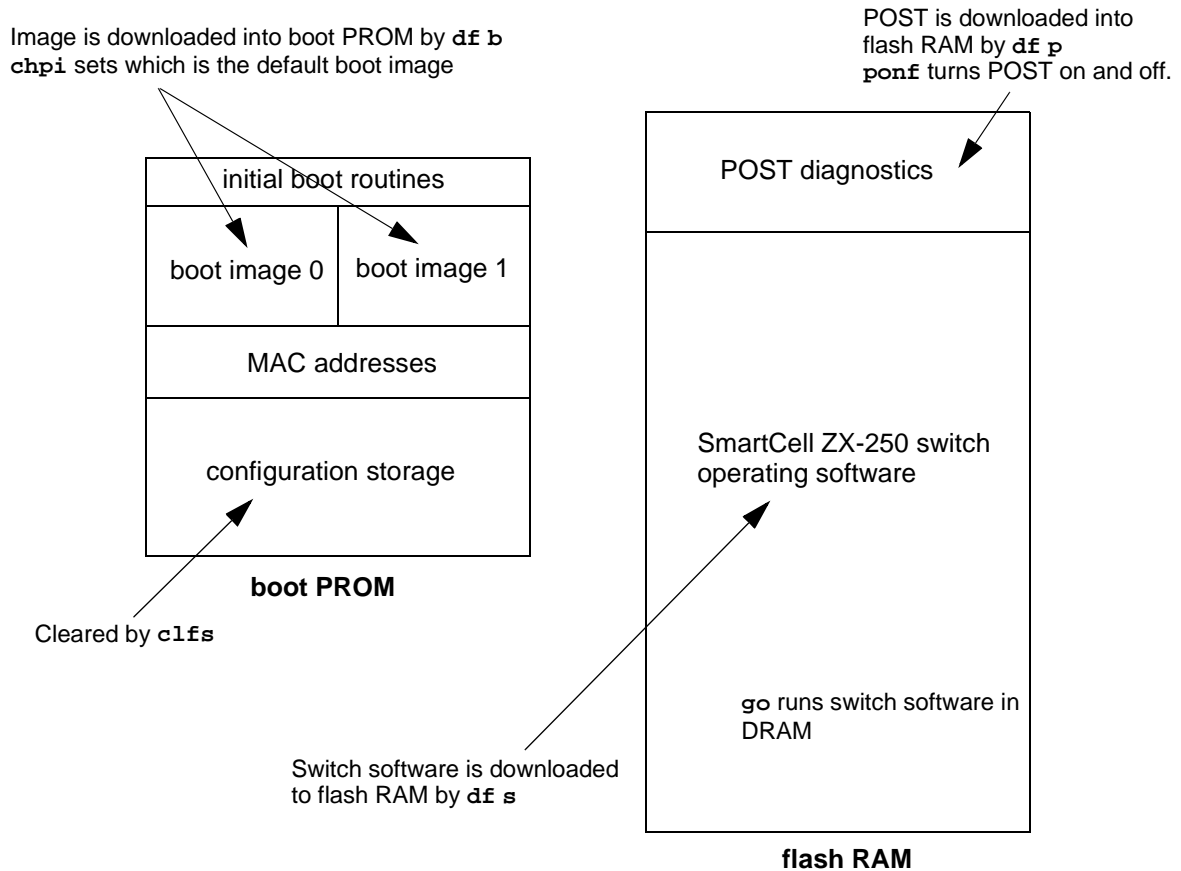 Image is downloaded into boot PROM by df b
chpi sets which is the default boot image
POST is downloaded into
flash RAM by df p
ponf turns POST on and off.
initial boot routines
boot image 0
boot image 1
MAC addresses
configuration storage
boot PROM
Cleared by clfs
POST diagnostics
SmartCell ZX-250 switch
operating software
go runs switch software in
DRAM
Switch software is downloaded
to flash RAM by df s
flash RAM